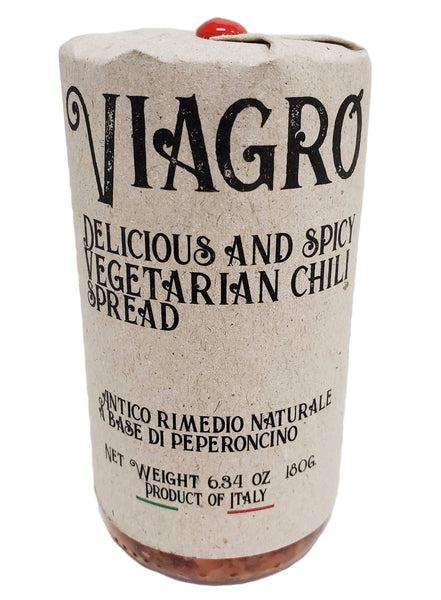 VIAGRO
DELICIOUS AND SPICY
VEGETARIAN CHILI
SPREAD
ANTICO RIMEDIO NATURALE
A BASE DI PEPERONCINO
NET WEIGHT 6.34 OZ 180G.
PRODUCT OF ITALY